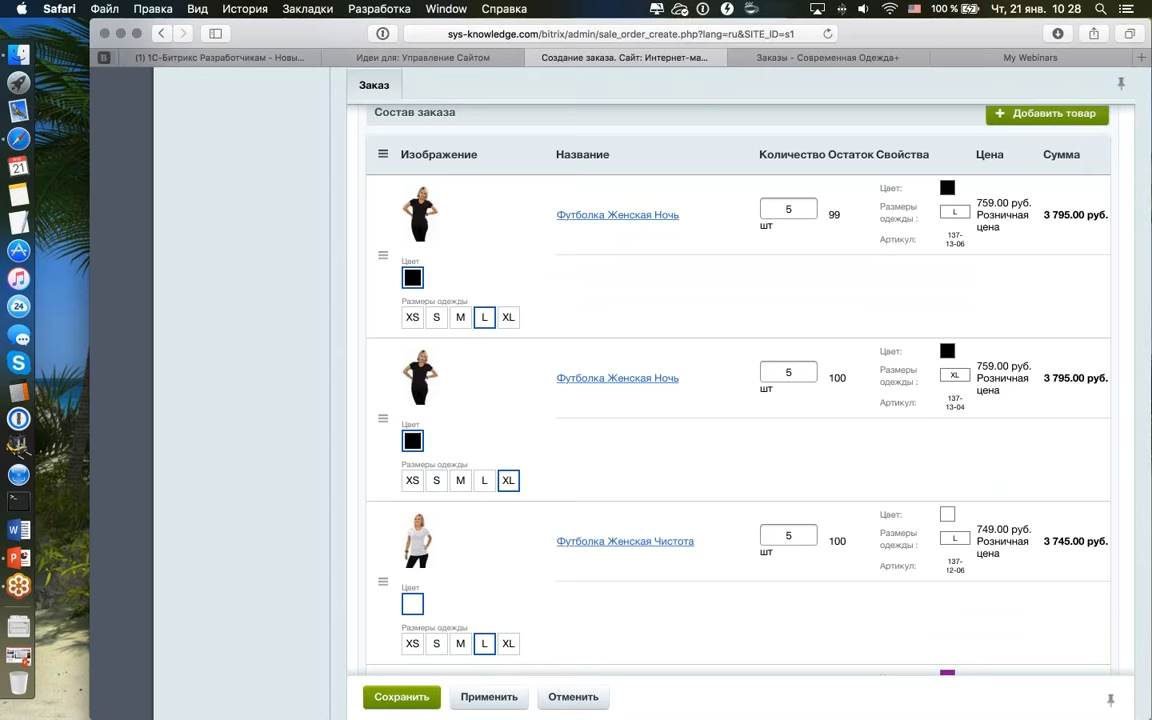 Safari Файл Правка Вид История Закладки Разработка Window Справка 100 % Чт, 21 янв. 10 28
sys-knowledge.com/bitrix/admin/sale_order_create.php?lang=ru&SITE_ID=s1
B (1) 1С-Битрикс Разработчикам - Новы... Идеи для: Управление Сайтом Создание заказа. Сайт: Интернет-ма... Заказы - Современная Одежда+ My Webinars +
Заказ
Состав заказа + Добавить товар
Изображение Название Количество Остаток Свойства Цена Сумма
Футболка Женская Ночь 5 шт 99
Цвет:
Размеры одежды : L
Артикул: 137-13-06
759.00 руб. Розничная цена 3 795.00 руб.
Цвет
Размеры одежды
XS S M L XL
Футболка Женская Ночь 5 шт 100
Цвет:
Размеры одежды : XL
Артикул: 137-13-04
759.00 руб. Розничная цена 3 795.00 руб.
Цвет
Размеры одежды
XS S M L XL
Футболка Женская Чистота 5 шт 100
Цвет:
Размеры одежды : L
Артикул: 137-12-06
749.00 руб. Розничная цена 3 745.00 руб.
Цвет
Размеры одежды
XS S M L XL
Сохранить Применить Отменить
21
24